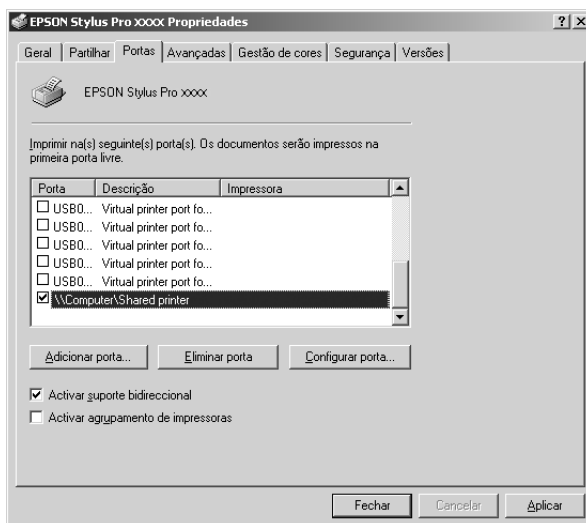 EPSON Stylus Pro XXXX Propriedades
Geral Partilhar Portas Avançadas Gestão de cores Segurança Versões
EPSON Stylus Pro xxxx
Imprimir na(s) seguinte(s) porta(s). Os documentos serão impressos na
primeira porta livre.
Porta Descrição Impressora
USB0... Virtual printer port fo...
USB0... Virtual printer port fo...
USB0... Virtual printer port fo...
USB0... Virtual printer port fo...
USB0... Virtual printer port fo...
\\Computer\Shared printer
Adicionar porta... Eliminar porta Configurar porta...
Activar suporte bidireccional
Activar agrupamento de impressoras
Fechar Cancelar Aplicar